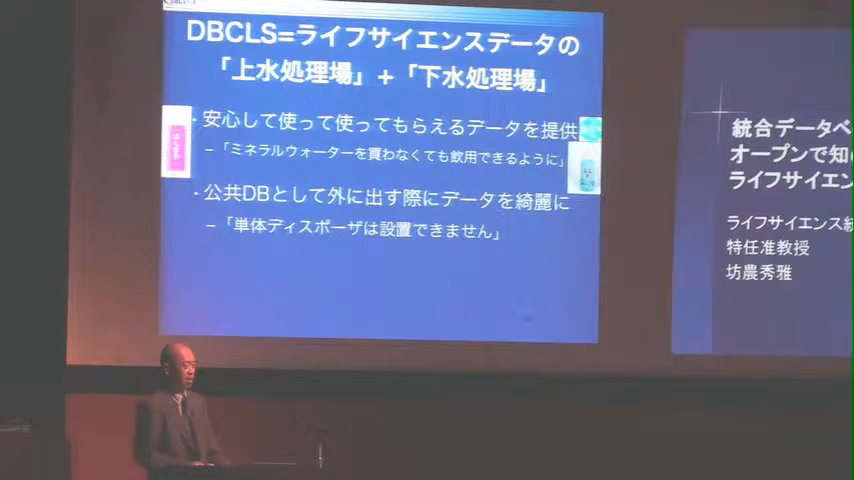 DBCLS=ライフサイエンスデータの
「上水処理場」+「下水処理場」
・安心して使って使ってもらえるデータを提供
–「ミネラルウォーターを買わなくても飲用できるように」
・公共DBとして外に出す際にデータを綺麗に
–「単体ディスポーザは設置できません」
統合データベ
オープンで知
ライフサイエン
ライフサイエンス統
特任准教授
坊農秀雅